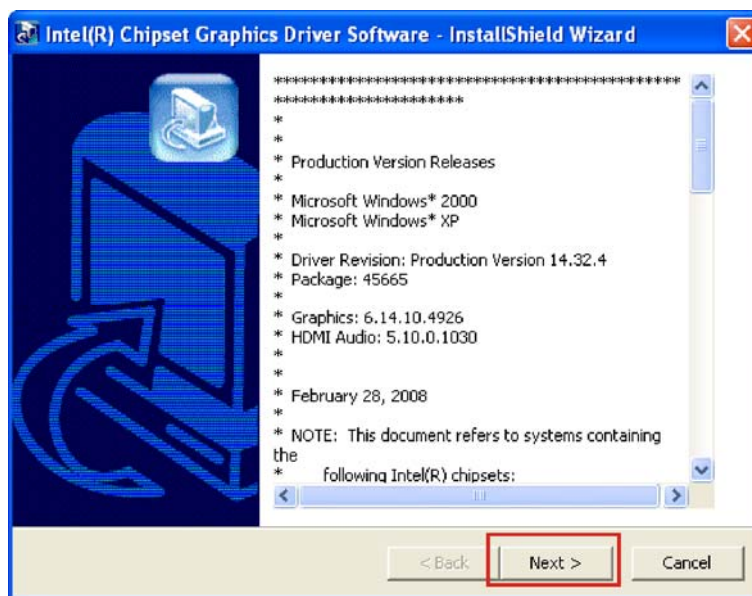 Intel(R) Chipset Graphics Driver Software - InstallShield Wizard
************************************************
**********************
*
*
* Production Version Releases
*
* Microsoft Windows* 2000
* Microsoft Windows* XP
*
* Driver Revision: Production Version 14.32.4
* Package: 45665
*
* Graphics: 6.14.10.4926
* HDMI Audio: 5.10.0.1030
*
*
* February 28, 2008
*
* NOTE: This document refers to systems containing
the
* following Intel(R) chipsets:
< Back
Next >
Cancel